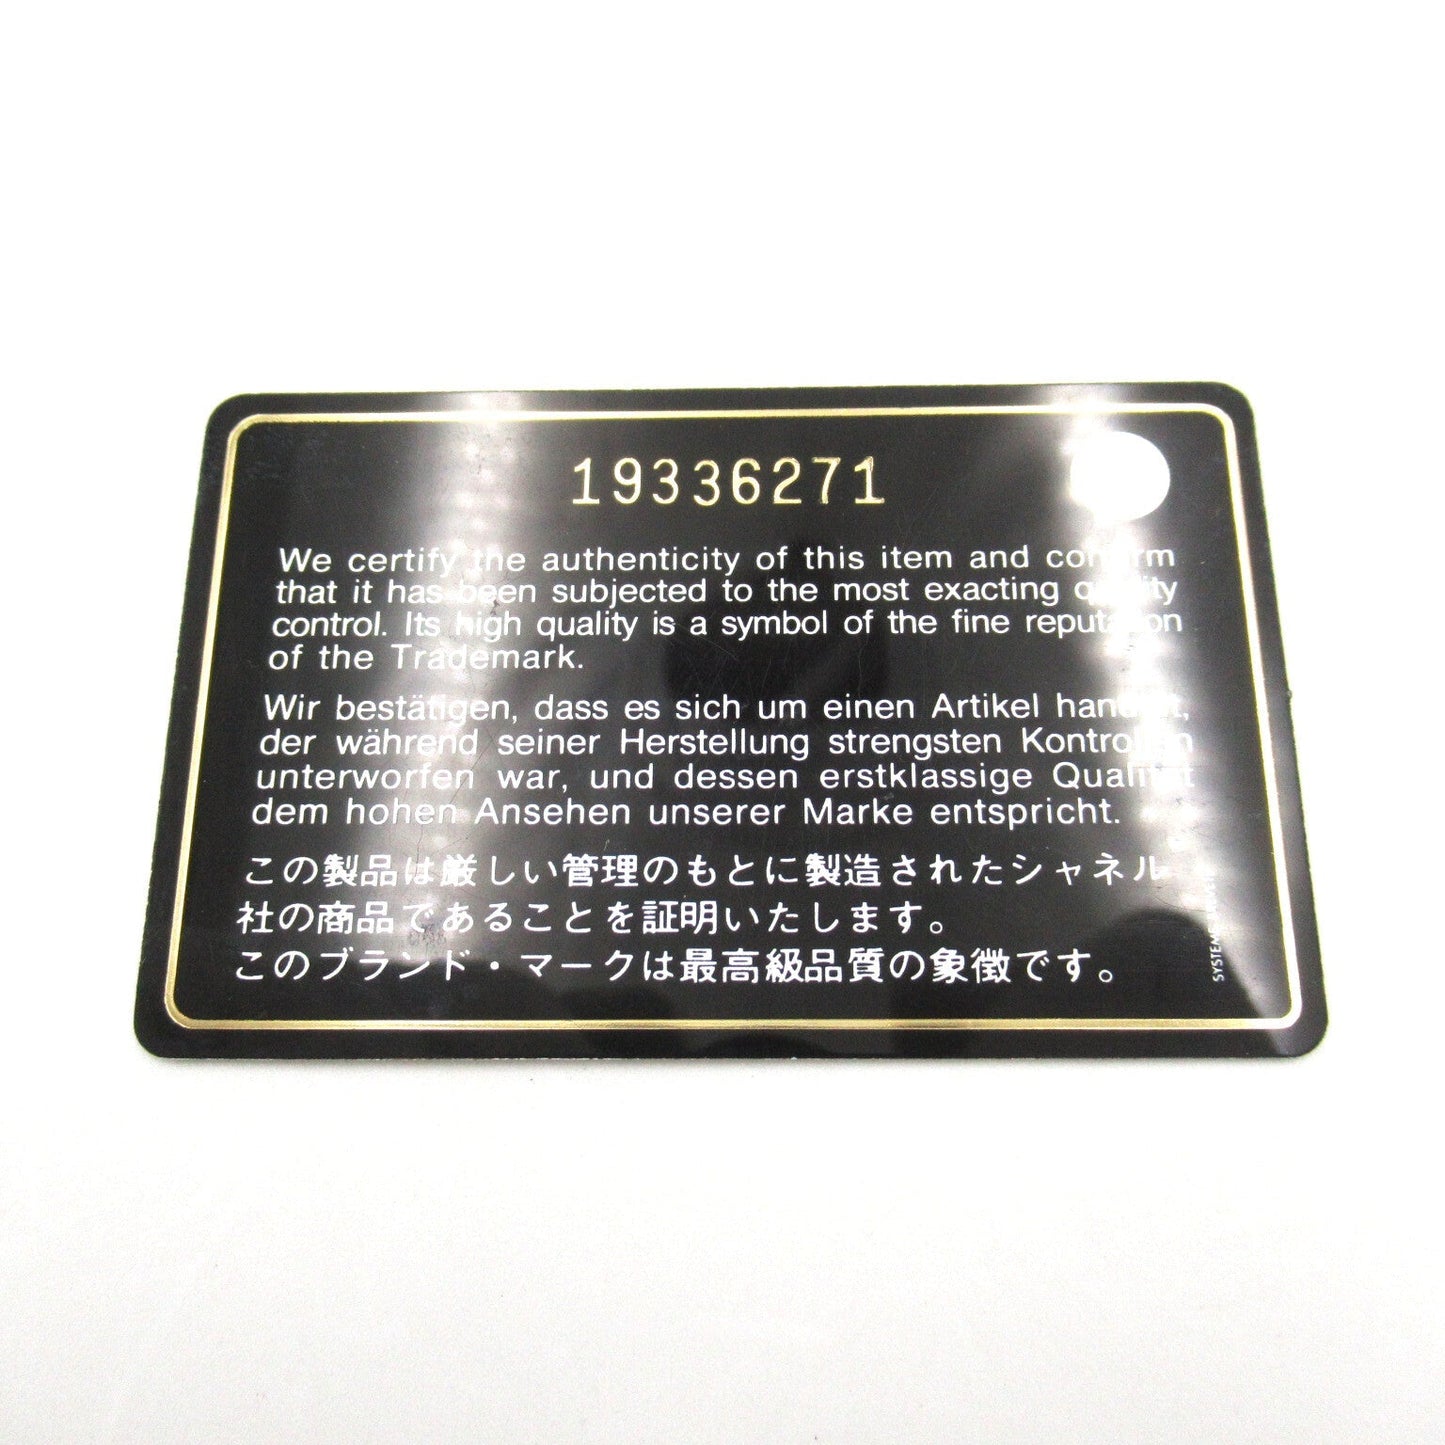 19336271
We certify the authenticity of this item and confirm
that it has been subjected to the most exacting quality
control. Its high quality is a symbol of the fine reputation
of the Trademark.
Wir bestätigen, dass es sich um einen Artikel handelt,
der während seiner Herstellung strengsten Kontrollen
unterworfen war, und dessen erstklassige Qualität
dem hohen Ansehen unserer Marke entspricht.
この製品は厳しい管理のもとに製造されたシャネル
社の商品であることを証明いたします。
このブランド・マークは最高級品質の象徴です。